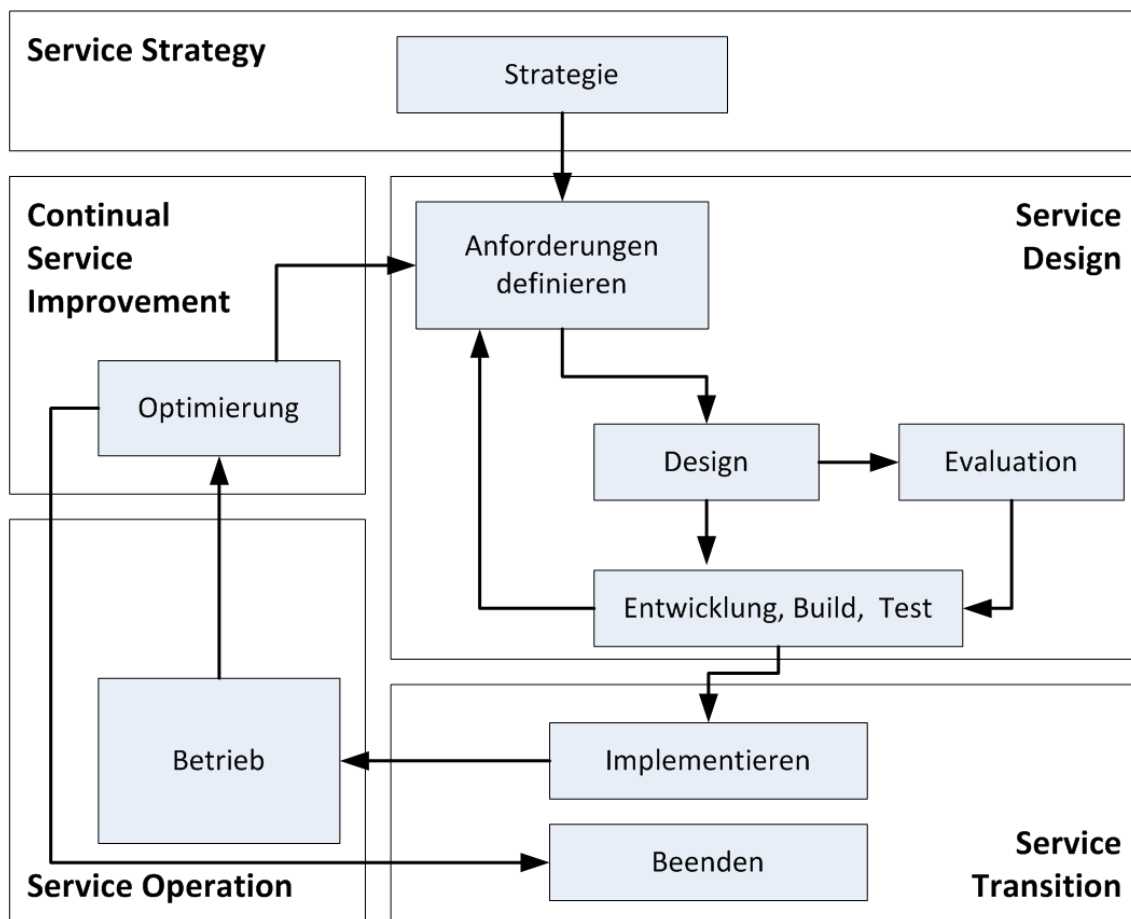 Service Strategy
Strategie
Continual
Service
Improvement
Service
Design
Anforderungen
definieren
Optimierung
Design
Evaluation
Entwicklung, Build, Test
Betrieb
Implementieren
Beenden
Service Operation
Service
Transition